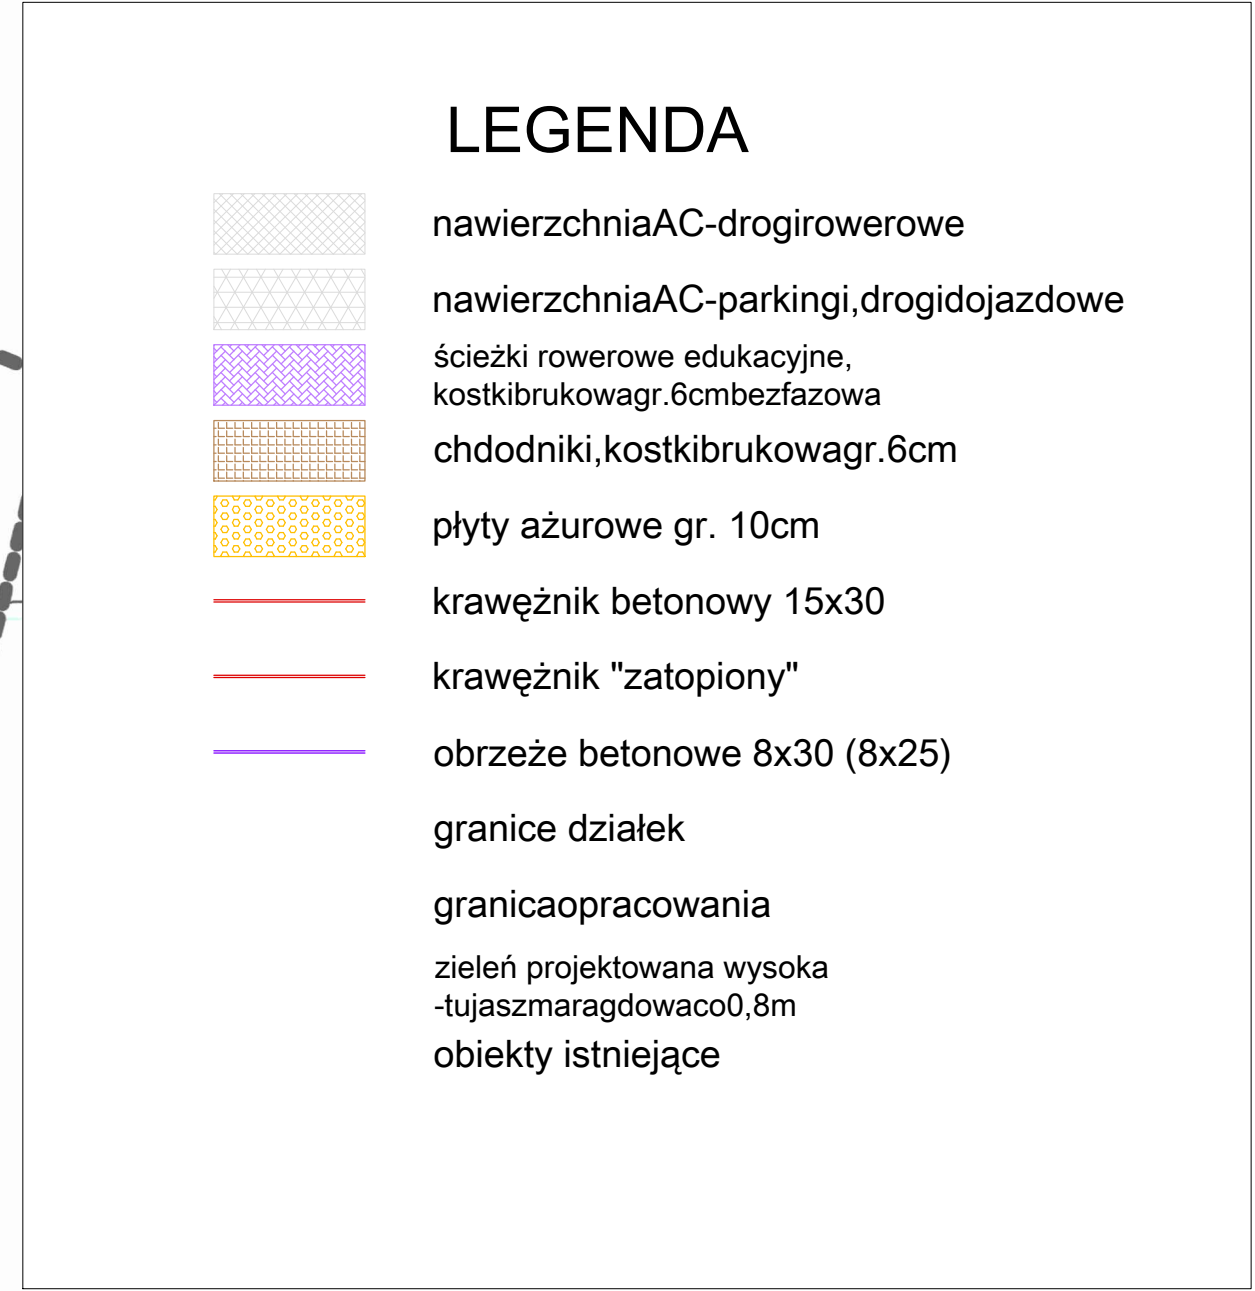 LEGENDA
nawierzchniaAC-drogirowerowe
nawierzchniaAC-parkingi,drogidojazdowe
ścieżki rowerowe edukacyjne,
kostkibrukowagr.6cmbezfazowa
chdodniki,kostkibrukowagr.6cm
płyty ażurowe gr. 10cm
krawężnik betonowy 15x30
krawężnik "zatopiony"
obrzeże betonowe 8x30 (8x25)
granice działek
granicaopracowania
zieleń projektowana wysoka
-tujaszmaragdowaco0,8m
obiekty istniejące